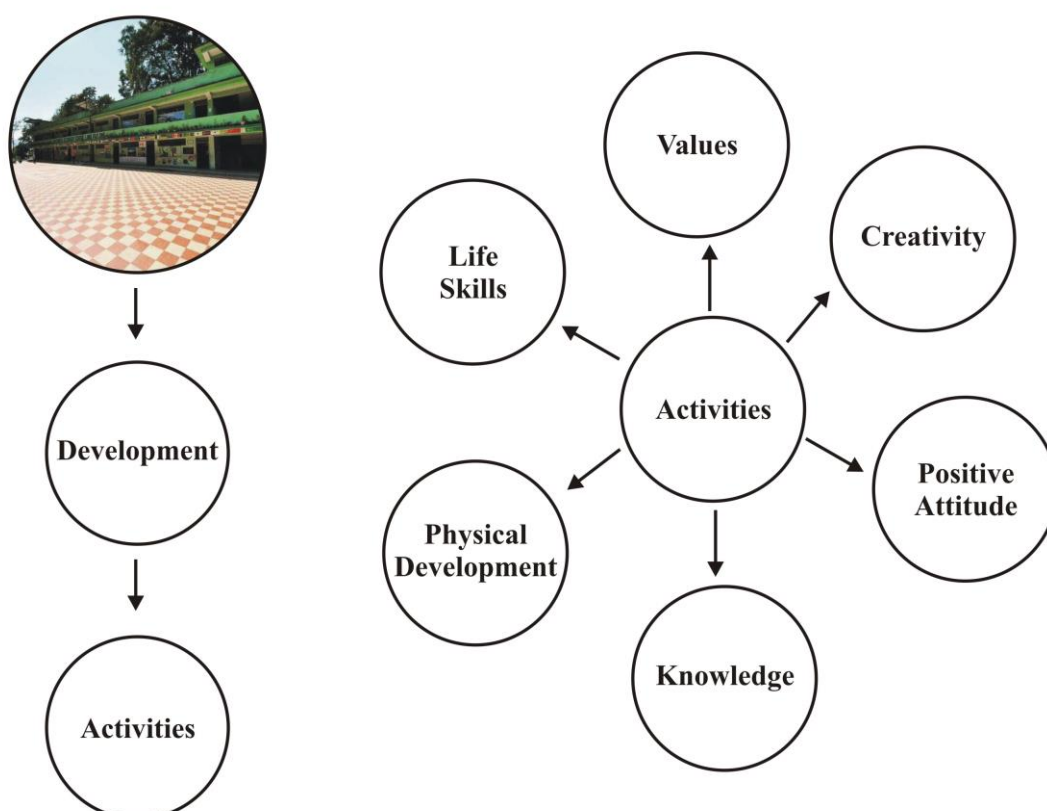 Development
Activities
Values
Creativity
Life
Skills
Activities
Positive
Attitude
Physical
Development
Knowledge